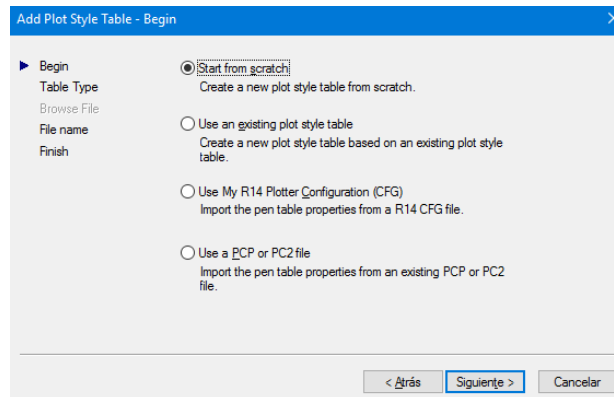 Add Plot Style Table - Begin
Begin
Table Type
Browse File
File name
Finish
Start from scratch
Create a new plot style table from scratch.
Use an existing plot style table
Create a new plot style table based on an existing plot style
table.
Use My R14 Plotter Configuration (CFG)
Import the pen table properties from a R14 CFG file.
Use a PCP or PC2 file
Import the pen table properties from an existing PCP or PC2
file.
< Atrás
Siguiente >
Cancelar